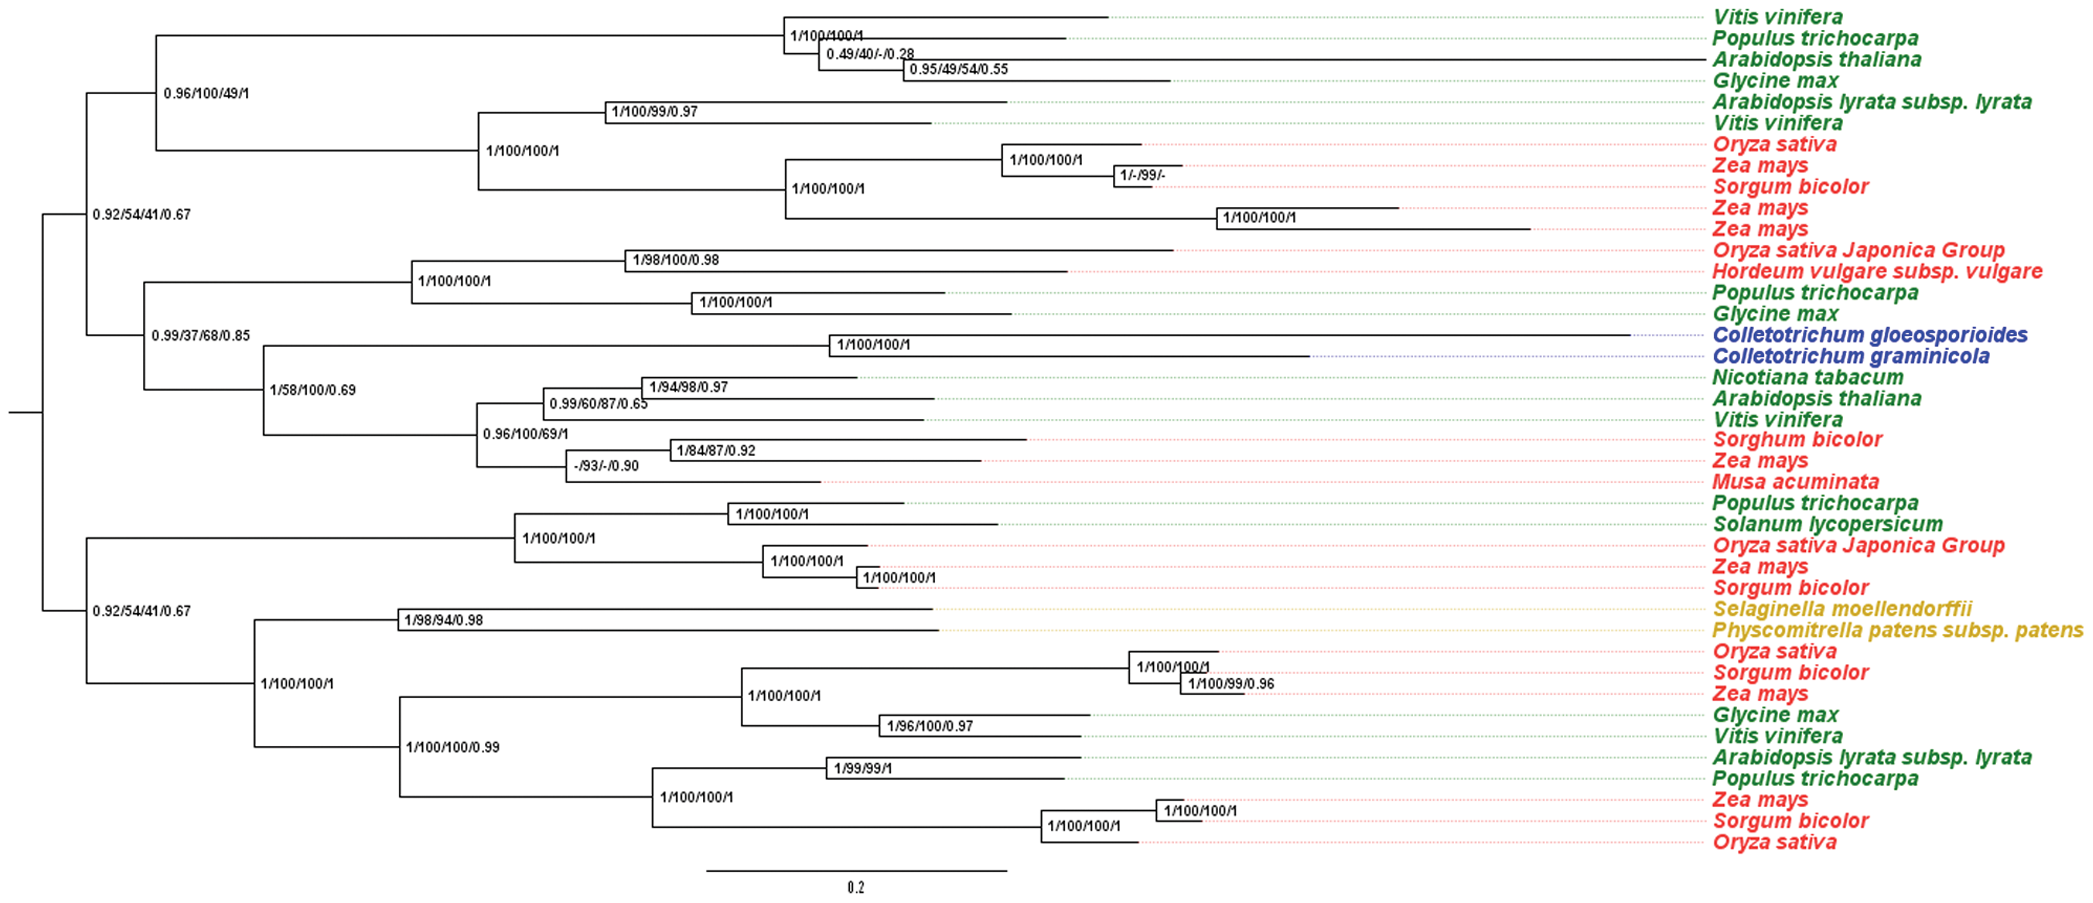 Vitis vinifera
1/100/100/1
Populus trichocarpa
0.49/40/-/0.28
Arabidopsis thaliana
0.95/49/54/0.55
Glycine max
0.96/100/49/1
Arabidopsis lyrata subsp. lyrata
1/100/99/0.97
Vitis vinifera
Oryza sativa
1/100/100/1
1/100/100/1
Zea mays
1/-/99/-
Sorgum bicolor
1/100/100/1
Zea mays
0.92/54/41/0.67
1/100/100/1
Zea mays
Oryza sativa Japonica Group
1/98/100/0.98
Hordeum vulgare subsp. vulgare
1/100/100/1
Populus trichocarpa
1/100/100/1
Glycine max
0.99/37/68/0.85
Colletotrichum gloeosporioides
1/100/100/1
Colletotrichum graminicola
Nicotiana tabacum
1/94/98/0.97
1/58/100/0.69
Arabidopsis thaliana
0.99/60/87/0.65
Vitis vinifera
0.96/100/69/1
Sorghum bicolor
1/84/87/0.92
Zea mays
-/93/-/0.90
Musa acuminata
Populus trichocarpa
1/100/100/1
Solanum lycopersicum
1/100/100/1
Oryza sativa Japonica Group
1/100/100/1
Zea mays
1/100/100/1
Sorgum bicolor
0.92/54/41/0.67
Selaginella moellendorffii
1/98/94/0.98
Physcomitrella patens subsp. patens
Oryza sativa
1/100/100/1
Sorgum bicolor
1/100/100/1
1/100/99/0.96
Zea mays
1/100/100/1
Glycine max
1/96/100/0.97
Vitis vinifera
1/100/100/0.99
Arabidopsis lyrata subsp. lyrata
1/99/99/1
Populus trichocarpa
1/100/100/1
Zea mays
1/100/100/1
Sorgum bicolor
1/100/100/1
Oryza sativa
0.2